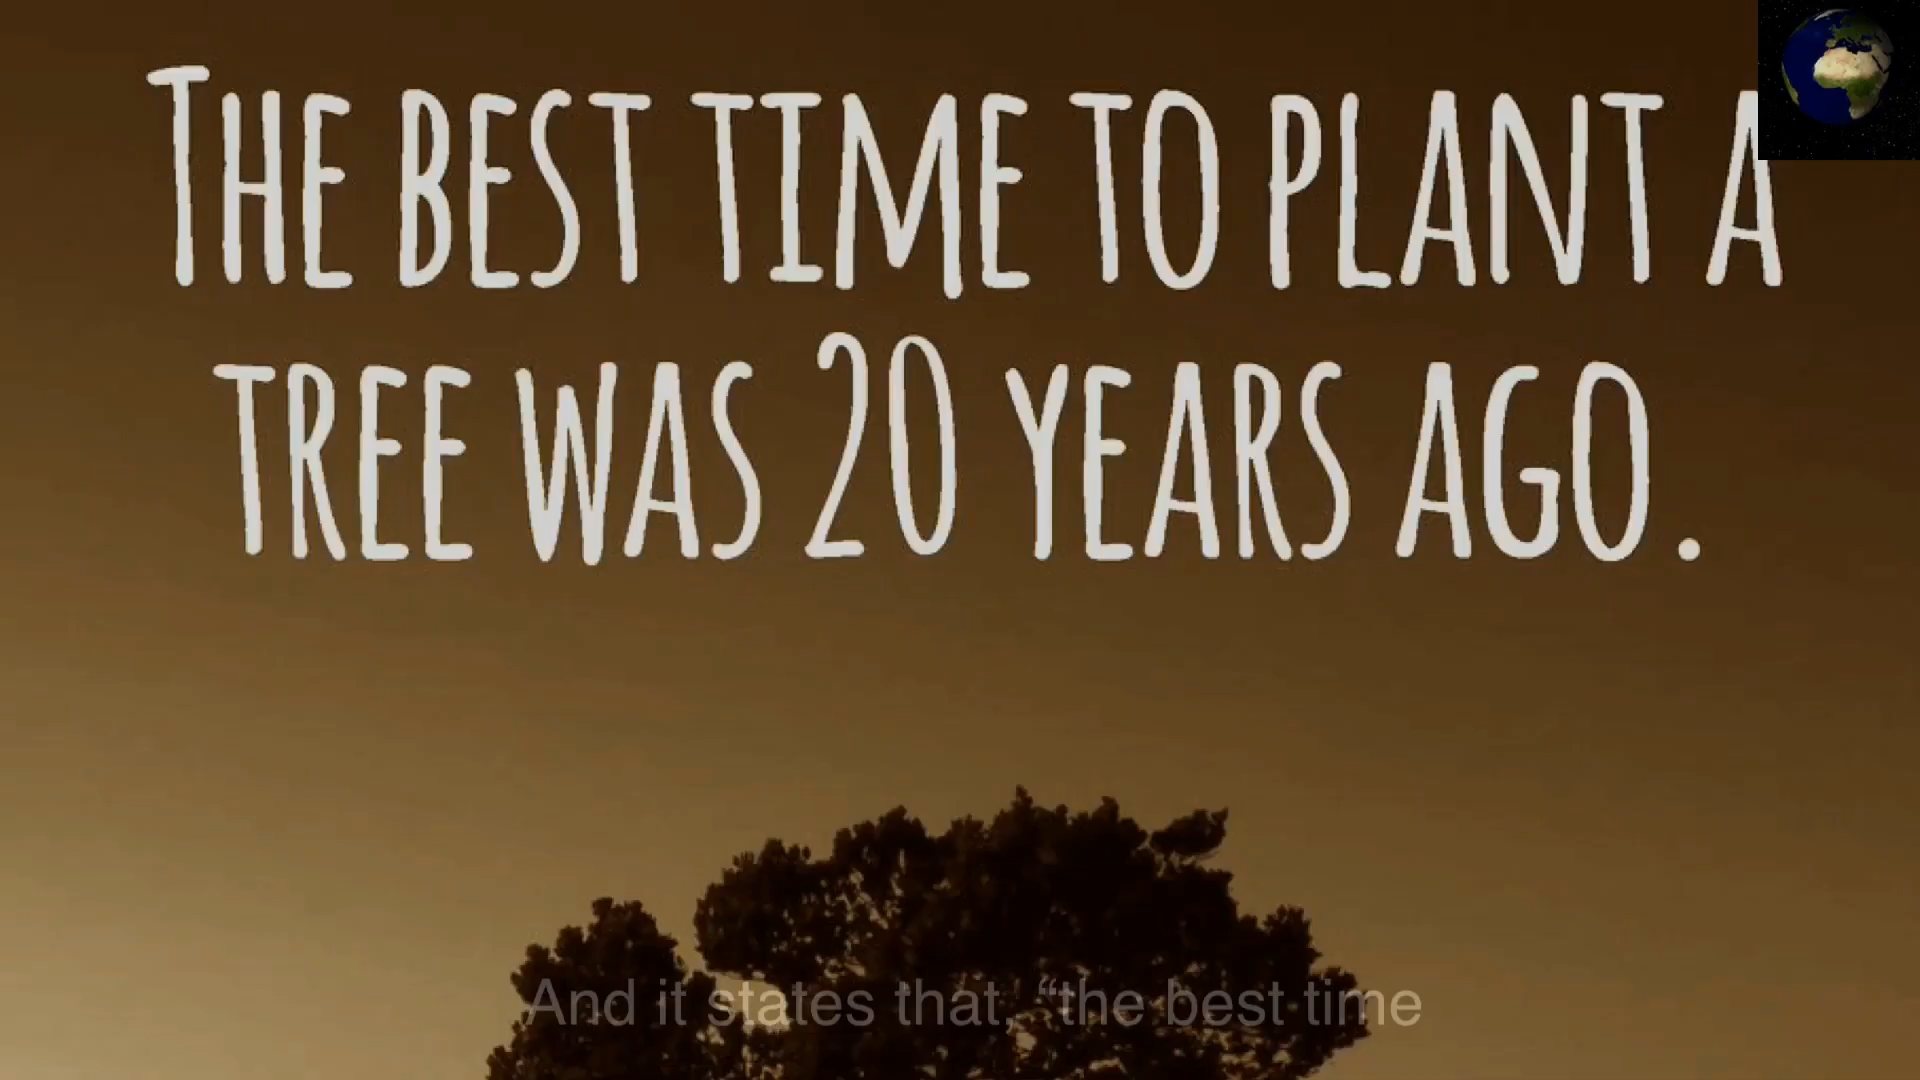 THE BEST TIME TO PLANT A
TREE WAS 20 YEARS AGO.
And it states that, “the best time